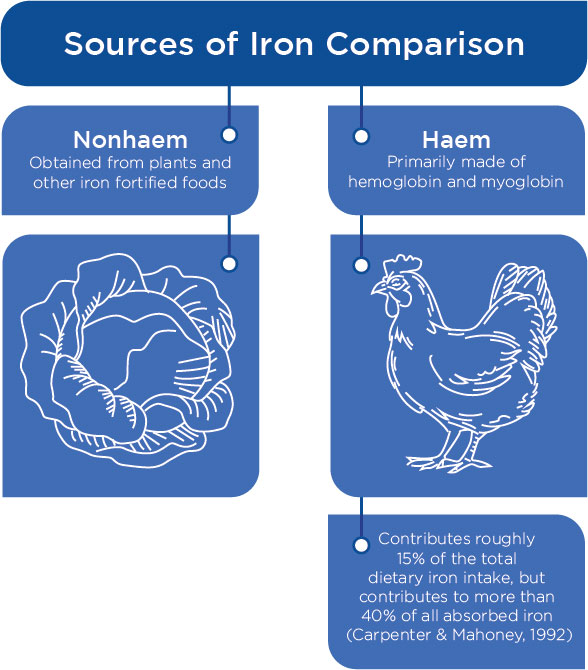 Sources of Iron Comparison
Nonhaem
Obtained from plants and
other iron fortified foods
Haem
Primarily made of
hemoglobin and myoglobin
Contributes roughly
15% of the total
dietary iron intake, but
contributes to more than
40% of all absorbed iron
(Carpenter & Mahoney, 1992)